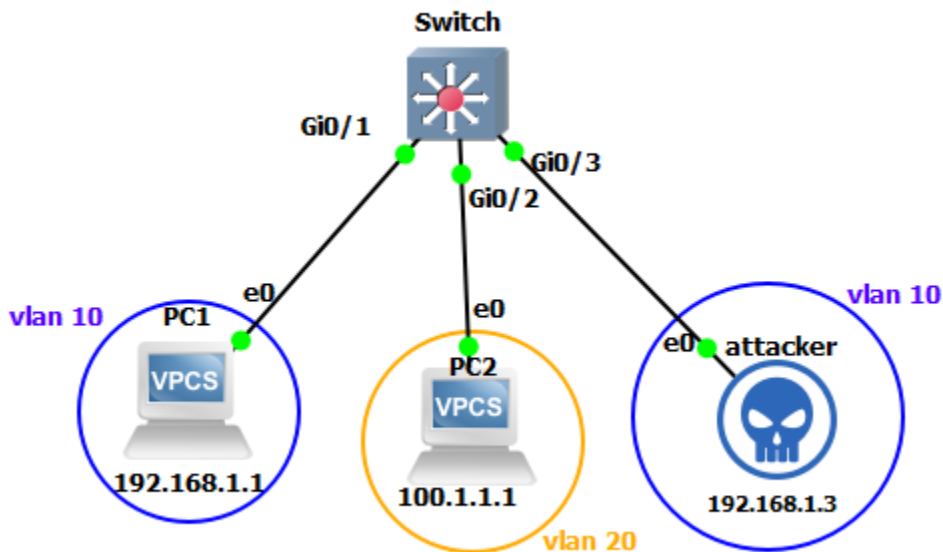 Switch
Gi0/1
Gi0/3
Gi0/2
e0
e0
e0
vlan 10
PC1
VPCS
192.168.1.1
PC2
VPCS
100.1.1.1
vlan 20
vlan 10
attacker
192.168.1.3